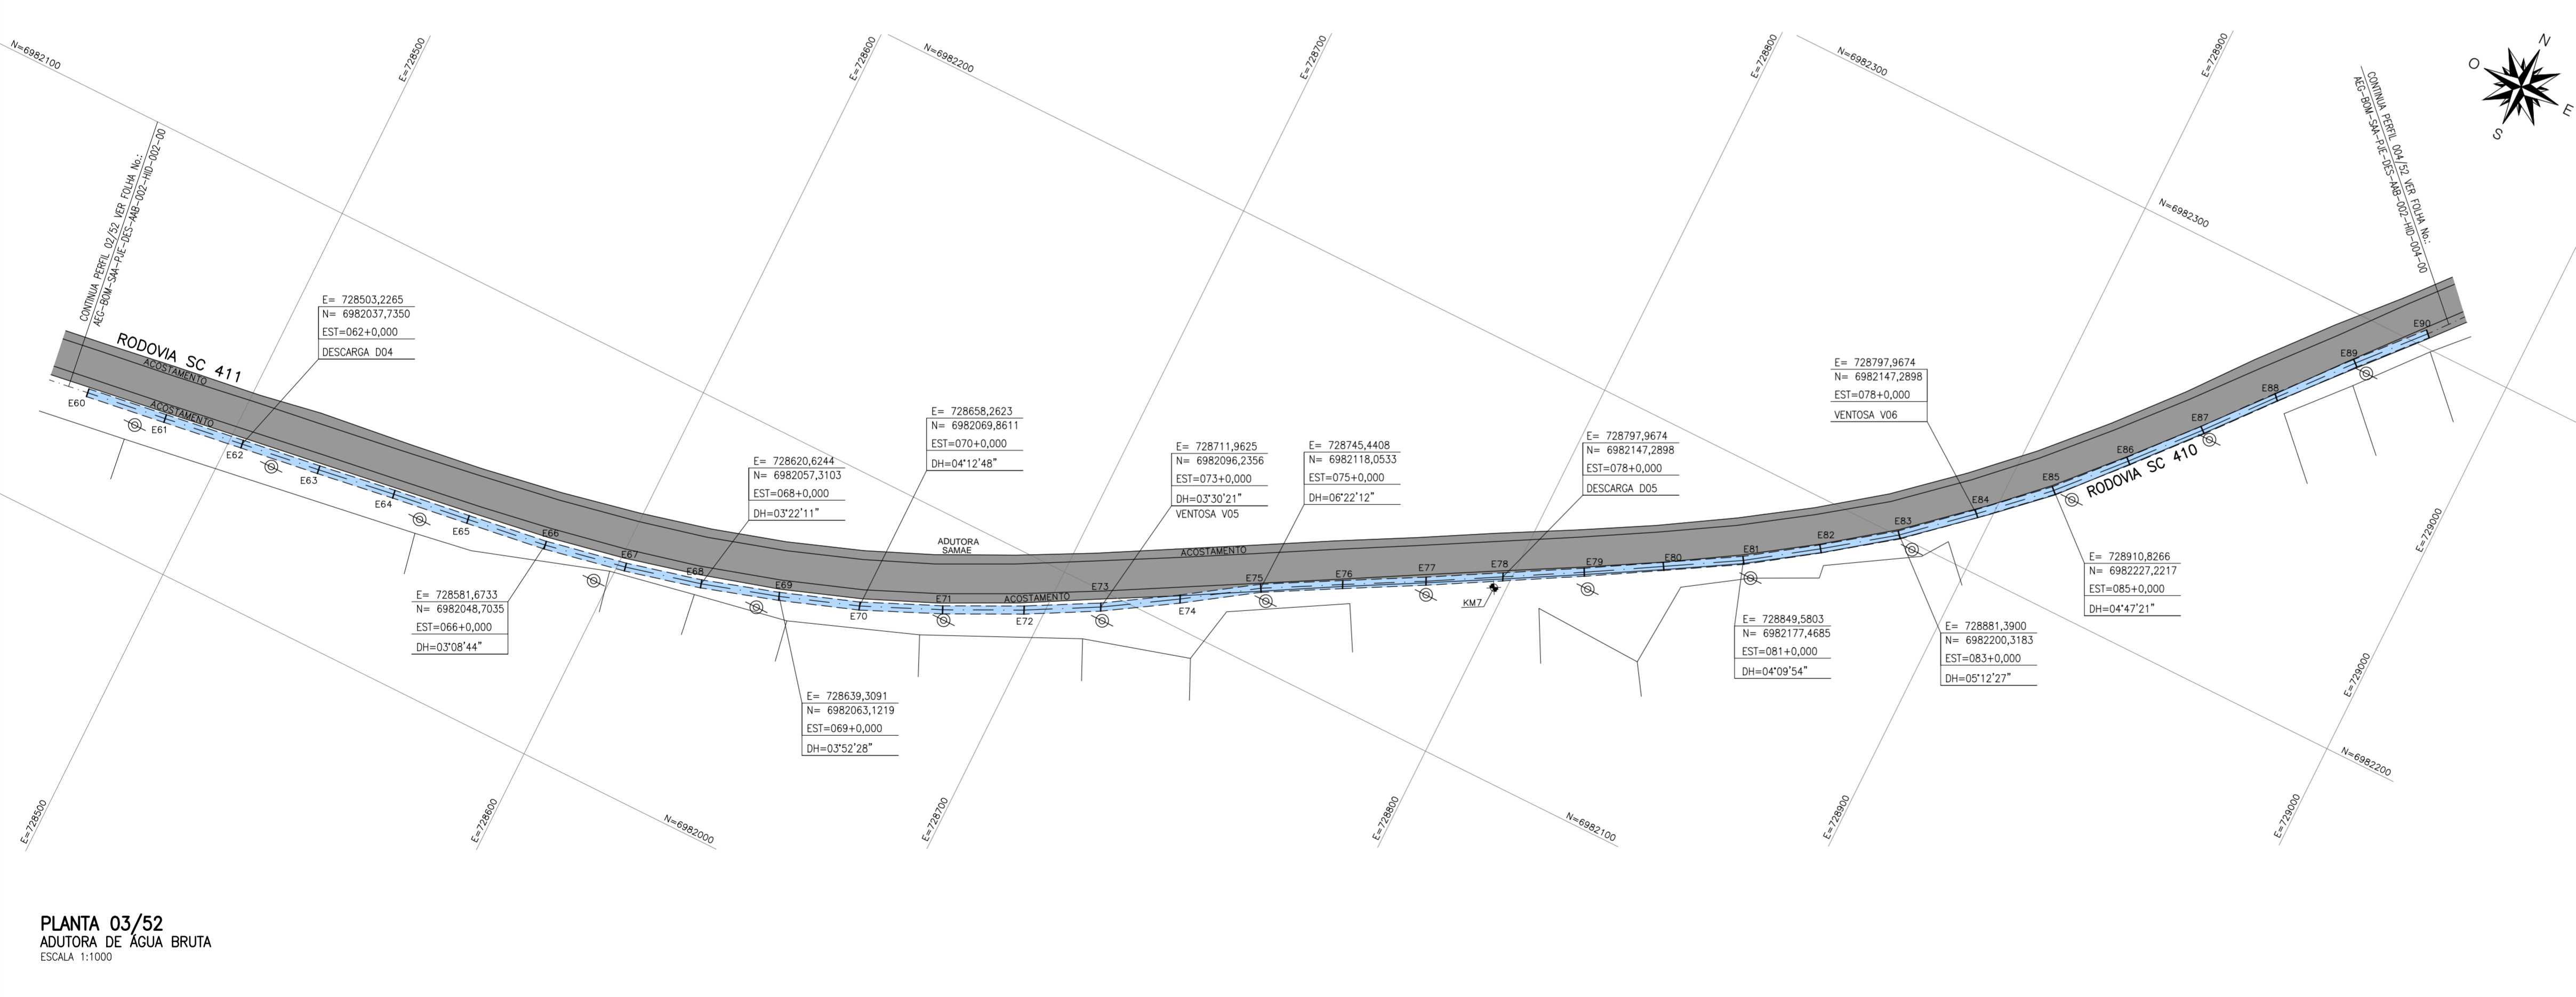 N=6982100
E=728500
E=728600
N=6982200
E=728700
E=728800
N=6982300
E=728900
N
O
E
S
CONTINUA PERFIL 02/52 VER FOLHA No.:
AEG-BOM-SAA-PJE-DES-AAB-002-HID-002-00
CONTINUA PERFIL 004/52 VER FOLHA No.:
AEG-BOM-SAA-PJE-DES-AAB-002-HID-004-00
N=6982300
RODOVIA SC 411
ACOSTAMENTO
ACOSTAMENTO
E= 728503,2265
N= 6982037,7350
EST=062+0,000
DESCARGA D04
E= 728620,6244
N= 6982057,3103
EST=068+0,000
DH=03°22'11"
E= 728658,2623
N= 6982069,8611
EST=070+0,000
DH=04°12'48"
E= 728711,9625
N= 6982096,2356
EST=073+0,000
DH=03°30'21"
VENTOSA V05
E= 728745,4408
N= 6982118,0533
EST=075+0,000
DH=06°22'12"
E= 728797,9674
N= 6982147,2898
EST=078+0,000
DESCARGA D05
E= 728797,9674
N= 6982147,2898
EST=078+0,000
VENTOSA V06
E60
E61
E62
E63
E64
E65
E66
E67
E68
E69
E70
E71
E72
E73
E74
E75
E76
E77
E78
E79
E80
E81
E82
E83
E84
E85
E86
E87
E88
E89
E90
ADUTORA
SAMAE
ACOSTAMENTO
ACOSTAMENTO
KM7
RODOVIA SC 410
E= 728581,6733
N= 6982048,7035
EST=066+0,000
DH=03°08'44"
E= 728639,3091
N= 6982063,1219
EST=069+0,000
DH=03°52'28"
E= 728849,5803
N= 6982177,4685
EST=081+0,000
DH=04°09'54"
E= 728881,3900
N= 6982200,3183
EST=083+0,000
DH=05°12'27"
E= 728910,8266
N= 6982227,2217
EST=085+0,000
DH=04°47'21"
E=729000
E=729000
N=6982200
E=728500
E=728600
N=6982000
E=728700
E=728800
N=6982100
E=728900
E=729000
PLANTA 03/52
ADUTORA DE ÁGUA BRUTA
ESCALA 1:1000